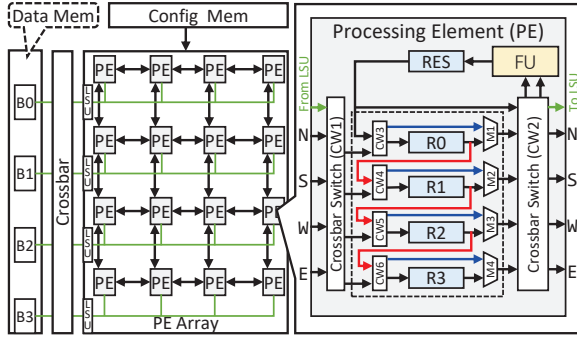 Data Mem
Config Mem
B0
B1
B2
B3
Crossbar
LSU
PE PE PE PE
LSU
PE PE PE PE
LSU
PE PE PE PE
LSU
PE PE PE PE
PE Array
Processing Element (PE)
RES
FU
From LSU
To LSU
N
S
W
E
Crossbar Switch (CW1)
CW3
R0
M1
CW4
R1
M2
CW5
R2
M3
CW6
R3
M4
Crossbar Switch (CW2)
N
S
W
E